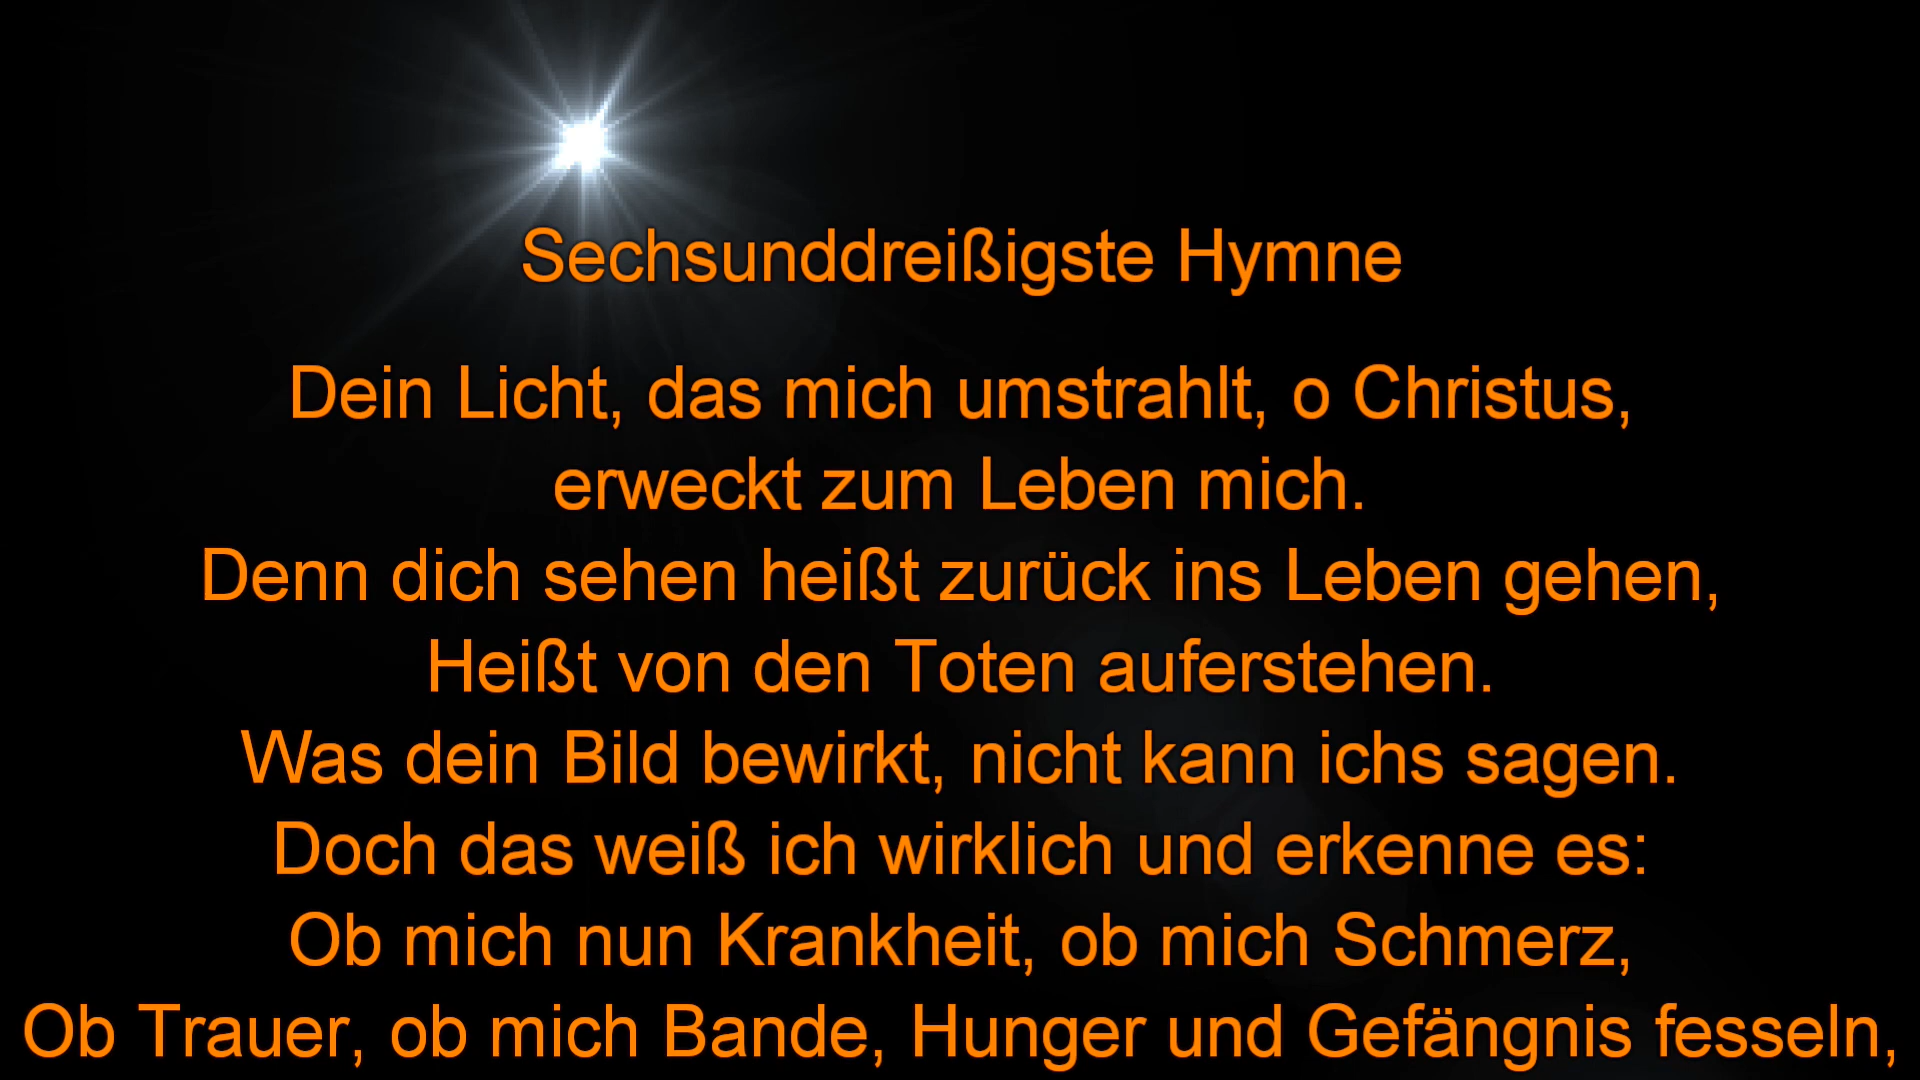 Sechsunddreißigste Hymne
Dein Licht, das mich umstrahlt, o Christus,
erweckt zum Leben mich.
Denn dich sehen heißt zurück ins Leben gehen,
Heißt von den Toten auferstehen.
Was dein Bild bewirkt, nicht kann ichs sagen.
Doch das weiß ich wirklich und erkenne es:
Ob mich nun Krankheit, ob mich Schmerz,
Ob Trauer, ob mich Bande, Hunger und Gefängnis fesseln,